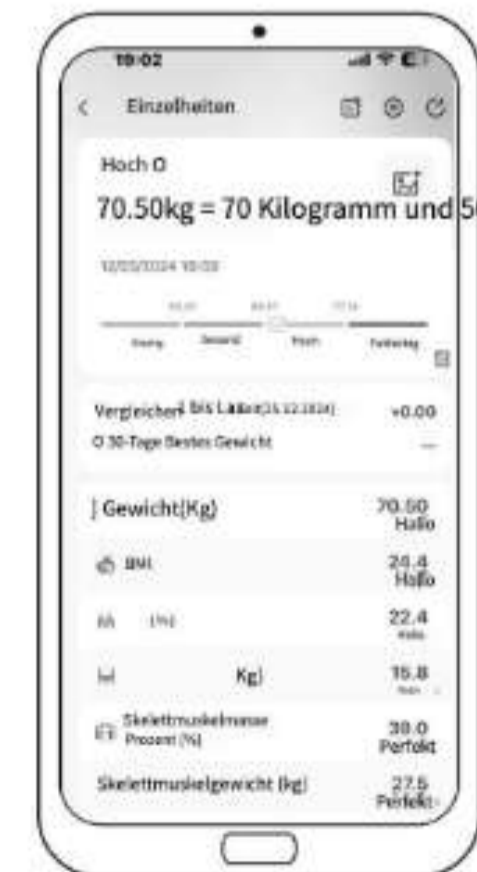 19:02
Einzelheiten
Hoch O
70.50kg = 70 Kilogramm und 50
Hoch
Vergleichen bis
+0.00
O 30-Tage Bestes Gewicht
Gewicht(Kg)
70.50
Hallo
BMI
24.4
Hallo
(%)
22.4
Kg)
15.8
Skelettmuskelmasse
Prozent (%)
39.0
Perfekt
Skelettmuskelgewicht (kg)
27.5
Perfekt